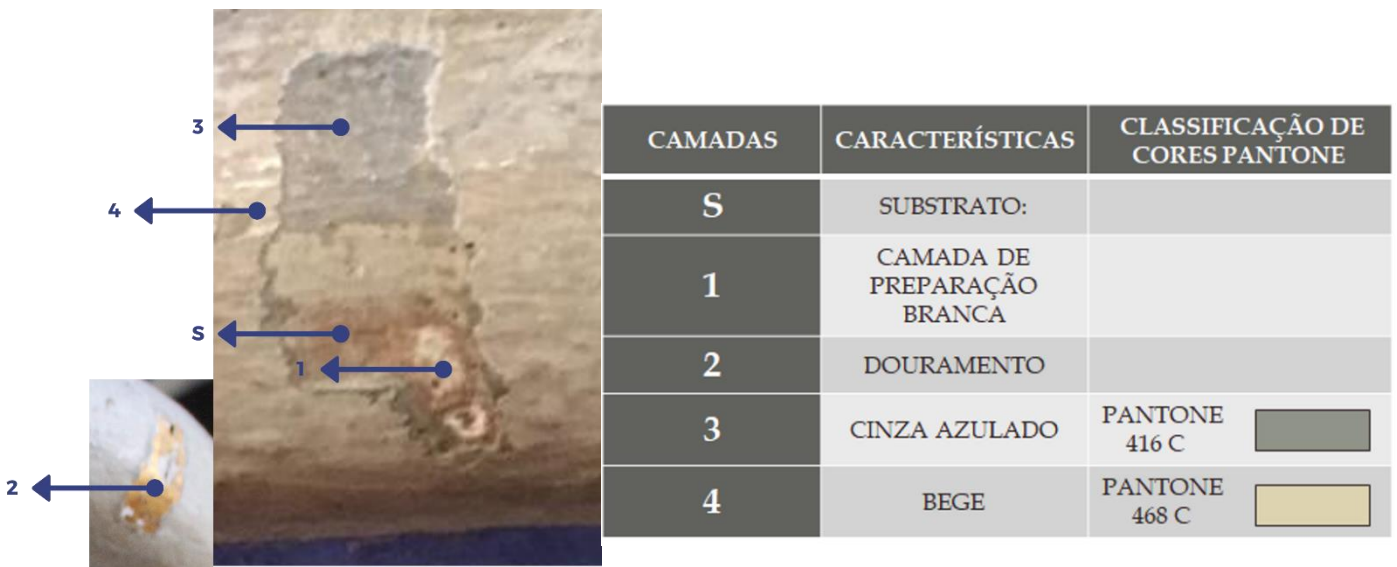 3
4
S
1
2
CAMADAS
CARACTERÍSTICAS
CLASSIFICAÇÃO DE
CORES PANTONE
S
SUBSTRATO:
1
CAMADA DE
PREPARAÇÃO
BRANCA
2
DOURAMENTO
3
CINZA AZULADO
PANTONE
416 C
4
BEGE
PANTONE
468 C